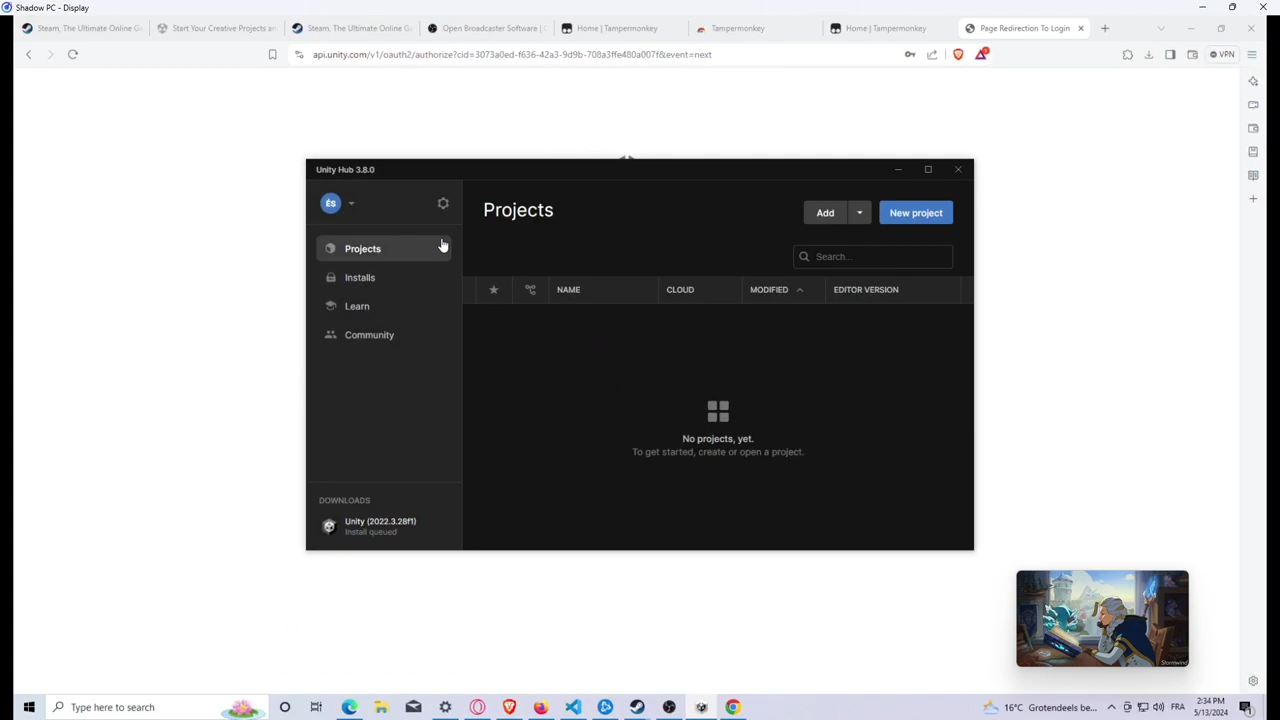 Shadow PC - Display
Steam, The Ultimate Online G
Start Your Creative Projects an
Steam, The Ultimate Online G
Open Broadcaster Software |
Home | Tampermonkey
Tampermonkey
Home | Tampermonkey
Page Redirection To Login
api.unity.com/v1/oauth2/authorize?cid=3073a0ed-f636-42a3-9d9b-708a3ffe480a007f&event=next
VPN
Unity Hub 3.8.0
ÉS
Projects
Add
New project
Projects
Search...
Installs
NAME
CLOUD
MODIFIED
EDITOR VERSION
Learn
Community
No projects, yet.
To get started, create or open a project.
DOWNLOADS
Unity (2022.3.28f1)
Install queued
Stormwind
Type here to search
16°C Grotendeels be...
FRA
2:34 PM
5/13/2024